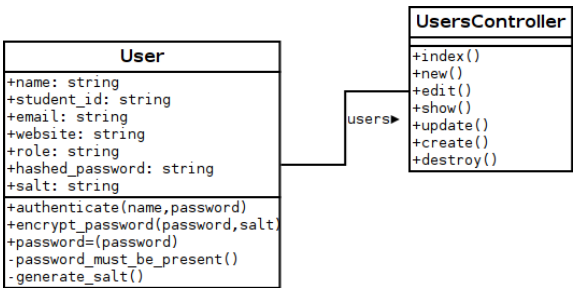 User
+name: string
+student_id: string
+email: string
+website: string
+role: string
+hashed_password: string
+salt: string
+authenticate(name,password)
+encrypt_password(password,salt)
+password=(password)
-password_must_be_present()
-generate_salt()
users►
UsersController
+index()
+new()
+edit()
+show()
+update()
+create()
+destroy()